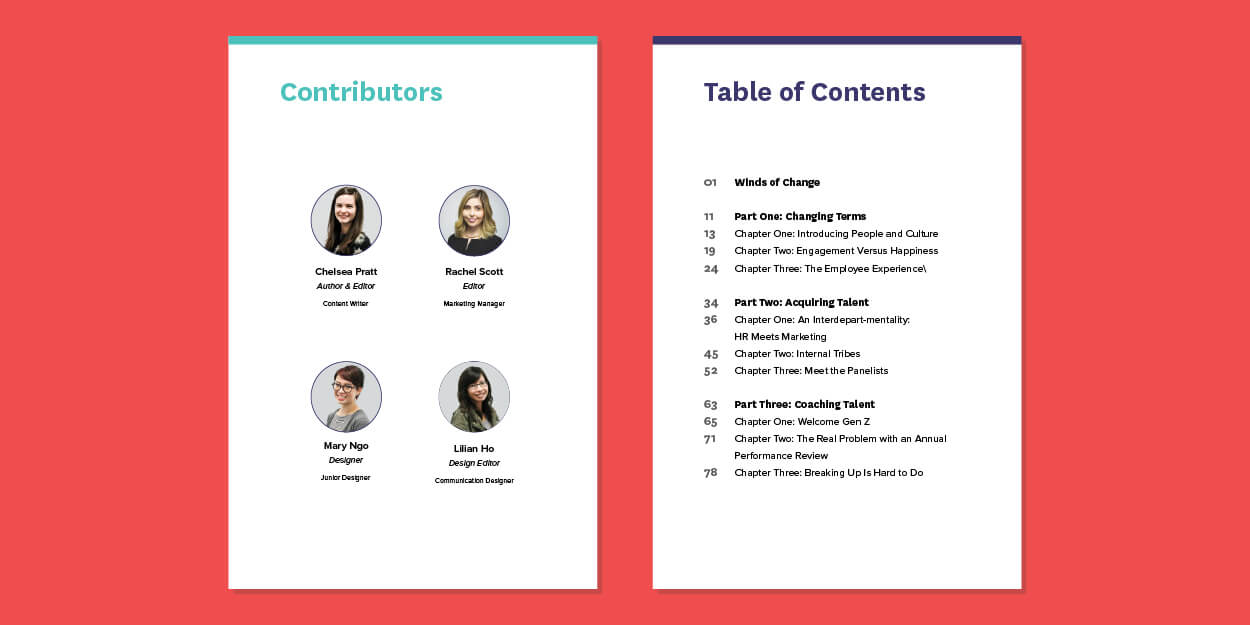 Contributors
Chelsea Pratt
Author & Editor
Content Writer
Rachel Scott
Editor
Marketing Manager
Mary Ngo
Designer
Junior Designer
Lilian Ho
Design Editor
Communication Designer
Table of Contents
01 Winds of Change
11 Part One: Changing Terms
13 Chapter One: Introducing People and Culture
19 Chapter Two: Engagement Versus Happiness
24 Chapter Three: The Employee Experience\
34 Part Two: Acquiring Talent
36 Chapter One: An Interdepart-mentality:
HR Meets Marketing
45 Chapter Two: Internal Tribes
52 Chapter Three: Meet the Panelists
63 Part Three: Coaching Talent
65 Chapter One: Welcome Gen Z
71 Chapter Two: The Real Problem with an Annual
Performance Review
78 Chapter Three: Breaking Up Is Hard to Do